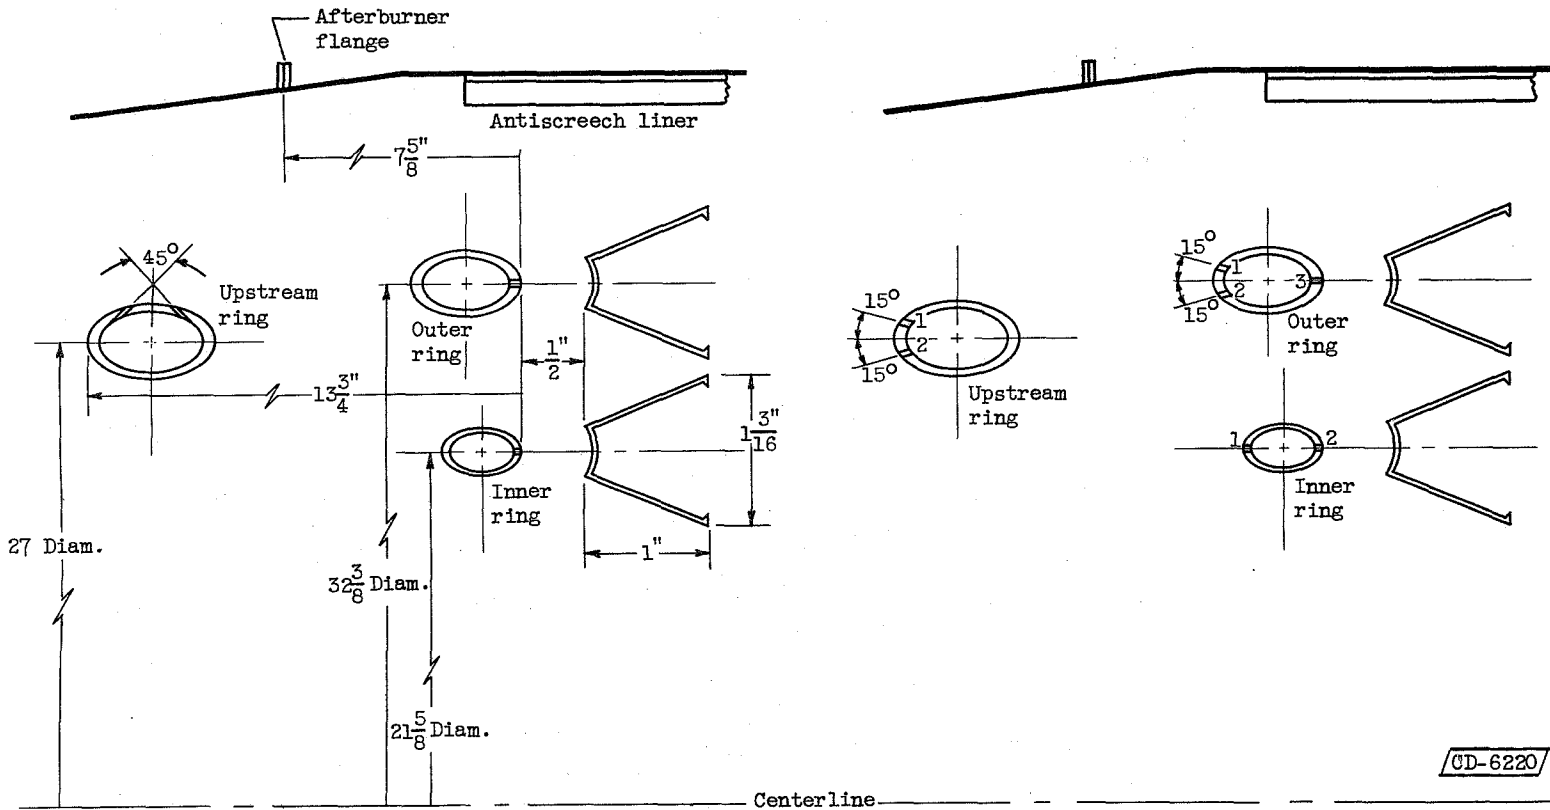 Afterburner
flange
Antiscreech liner
7 5/8"
45°
Upstream
ring
Outer
ring
1/2"
13 3/4"
1 3/16"
Inner
ring
27 Diam.
1"
32 3/8 Diam.
21 5/8 Diam.
15°
1
2
15°
Upstream
ring
15°
1
2
3
15°
Outer
ring
1
2
Inner
ring
CD-6220
Centerline